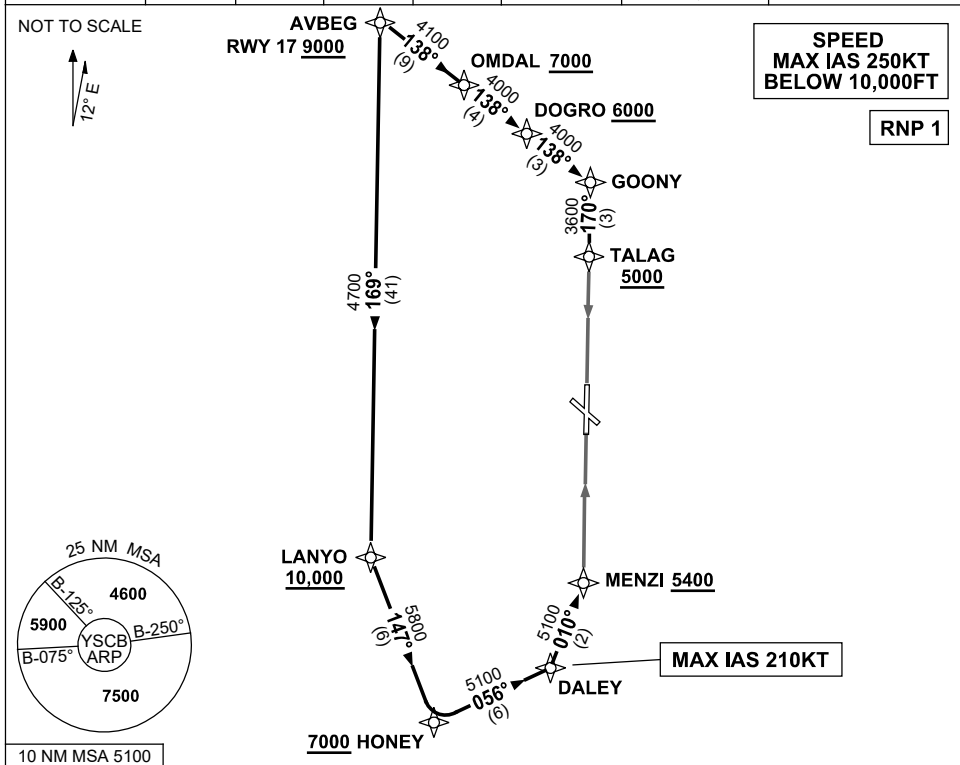 NOT TO SCALE
12° E
AVBEG
RWY 17 9000
4100
138°
(9)
OMDAL 7000
4000
138°
(4)
DOGRO 6000
4000
138°
(3)
GOONY
3600
170°
(3)
TALAG
5000
SPEED
MAX IAS 250KT
BELOW 10,000FT
RNP 1
4700
169°
(41)
LANYO
10,000
5800
147°
(6)
7000 HONEY
5100
056°
(6)
DALEY
MAX IAS 210KT
5100
010°
(2)
MENZI 5400
25 NM MSA
B-125°
4600
5900
B-250°
YSCB
ARP
B-075°
7500
10 NM MSA 5100